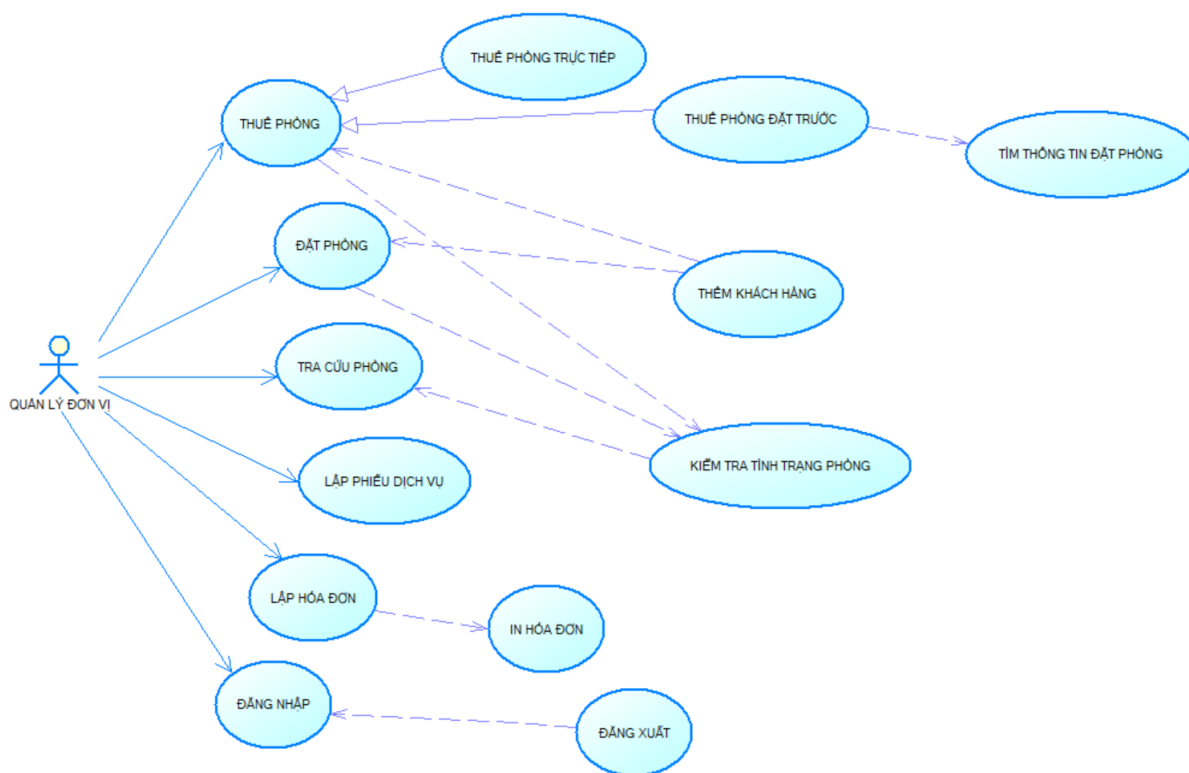 THUÊ PHÒNG TRỰC TIẾP
THUÊ PHÒNG
THUÊ PHÒNG ĐẶT TRƯỚC
TÌM THÔNG TIN ĐẶT PHÒNG
ĐẶT PHÒNG
THÊM KHÁCH HÀNG
TRA CỨU PHÒNG
QUẢN LÝ ĐƠN VỊ
KIỂM TRA TÌNH TRẠNG PHÒNG
LẬP PHIẾU DỊCH VỤ
LẬP HÓA ĐƠN
IN HÓA ĐƠN
ĐĂNG NHẬP
ĐĂNG XUẤT